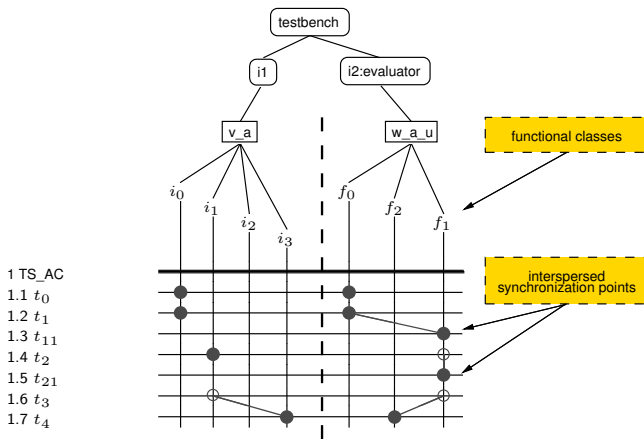 testbench
i1
i2:evaluator
v_a
w_a_u
functional classes
i0
i1
i2
i3
f0
f2
f1
1 TS_AC
interspersed
synchronization points
1.1 t0
1.2 t1
1.3 t11
1.4 t2
1.5 t21
1.6 t3
1.7 t4